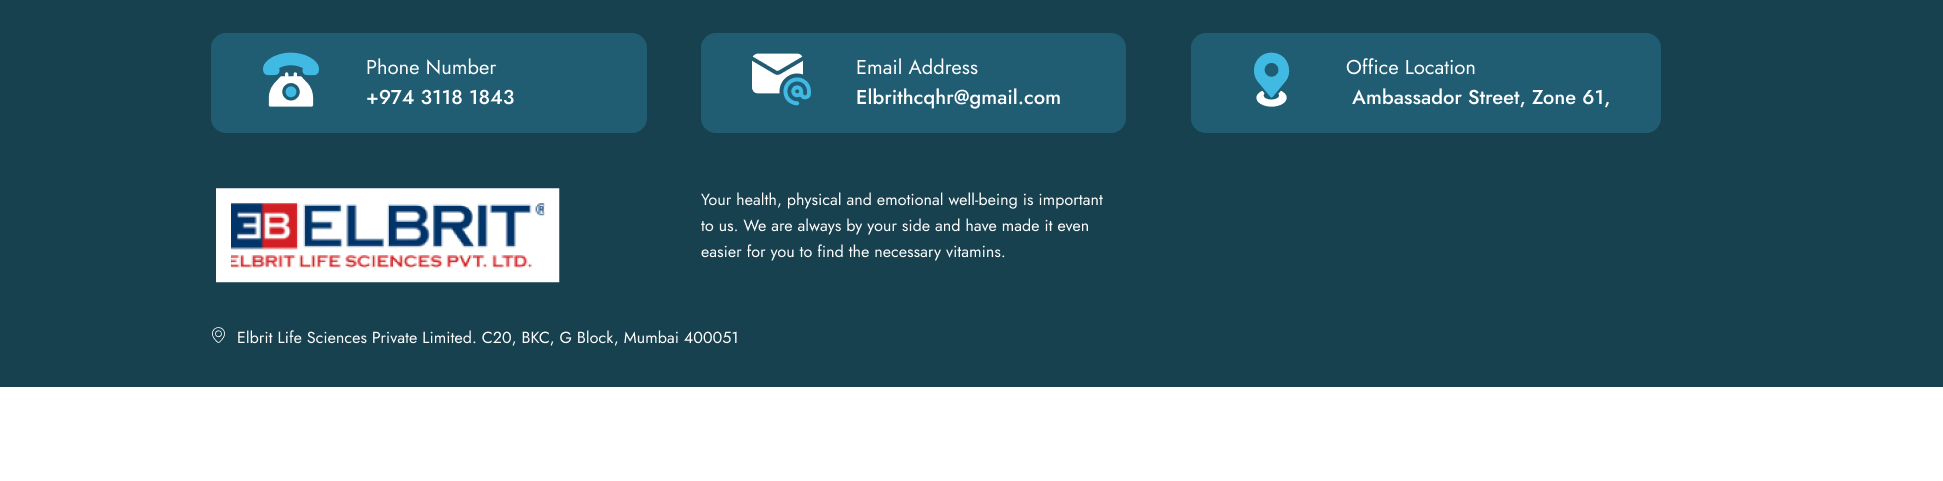 Phone Number
+974 3118 1843
Email Address
Elbrithcqhr@gmail.com
Office Location
Ambassador Street, Zone 61,
EB ELBRIT®
ELBRIT LIFE SCIENCES PVT. LTD.
Your health, physical and emotional well-being is important
to us. We are always by your side and have made it even
easier for you to find the necessary vitamins.
Elbrit Life Sciences Private Limited. C20, BKC, G Block, Mumbai 400051